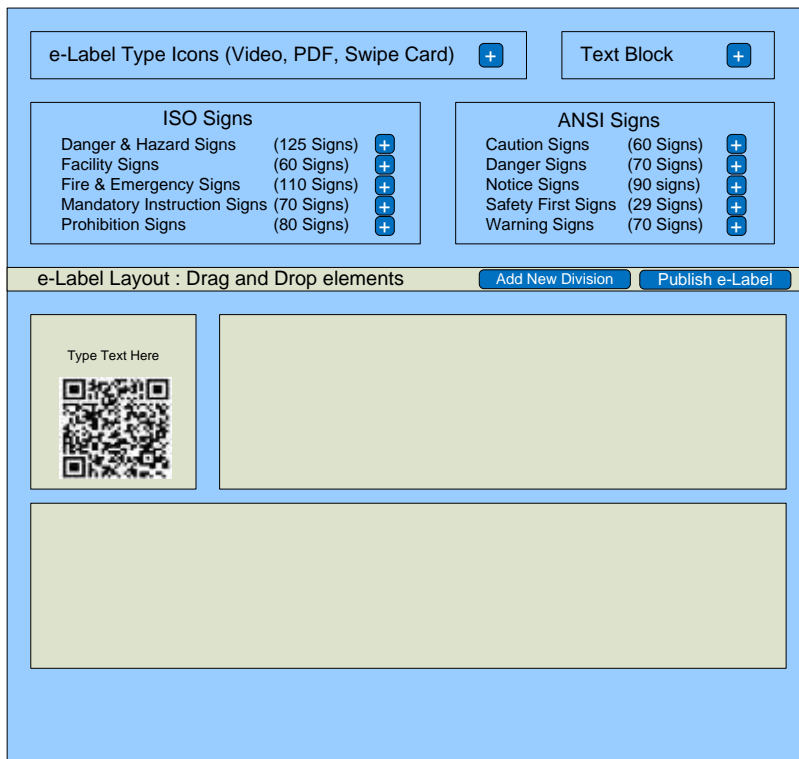 e-Label Type Icons (Video, PDF, Swipe Card) +
Text Block +
ISO Signs
Danger & Hazard Signs (125 Signs) +
Facility Signs (60 Signs) +
Fire & Emergency Signs (110 Signs) +
Mandatory Instruction Signs (70 Signs) +
Prohibition Signs (80 Signs) +
ANSI Signs
Caution Signs (60 Signs) +
Danger Signs (70 Signs) +
Notice Signs (90 signs) +
Safety First Signs (29 Signs) +
Warning Signs (70 Signs) +
e-Label Layout : Drag and Drop elements
Add New Division
Publish e-Label
Type Text Here